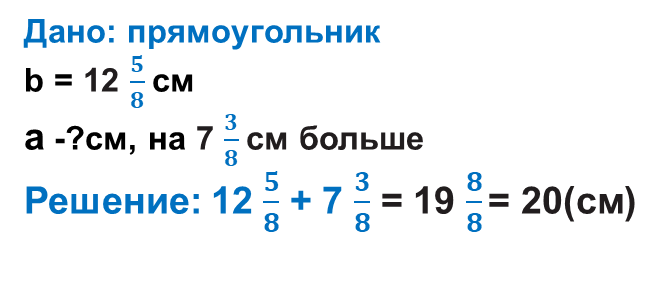 Дано: прямоугольник
b = 12 5/8 см
а -?см, на 7 3/8 см больше
Решение: 12 5/8 + 7 3/8 = 19 8/8 = 20(см)